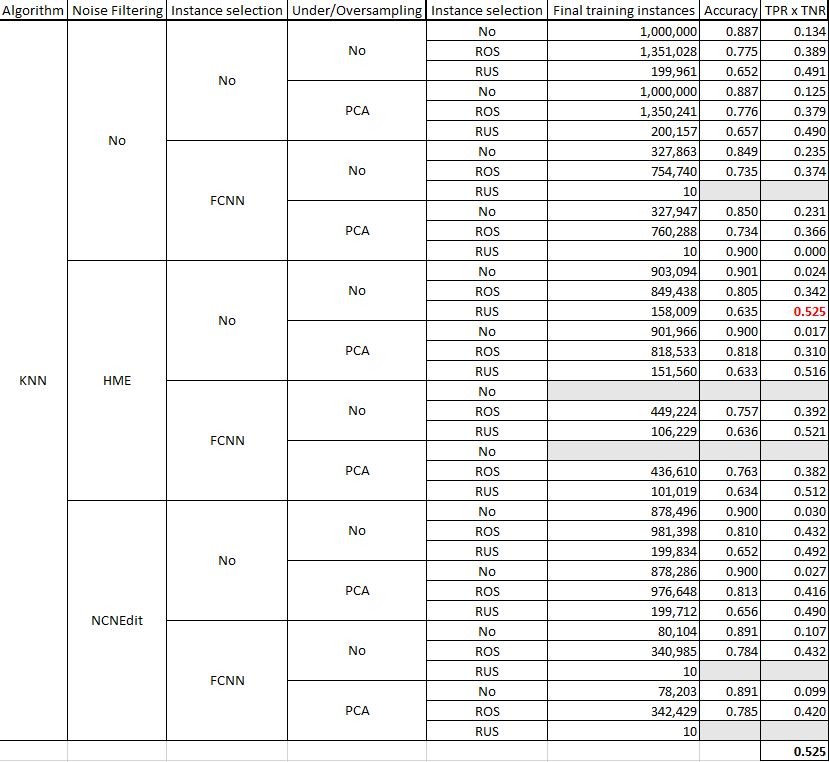 Algorithm Noise Filtering Instance selection Under/Oversampling Instance selection Final training instances Accuracy TPR x TNR
KNN
No
No
No
No 1,000,000 0.887 0.134
ROS 1,351,028 0.775 0.389
RUS 199,961 0.652 0.491
PCA
No 1,000,000 0.887 0.125
ROS 1,350,241 0.776 0.379
RUS 200,157 0.657 0.490
FCNN
No
No 327,863 0.849 0.235
ROS 754,740 0.735 0.374
RUS 10
PCA
No 327,947 0.850 0.231
ROS 760,288 0.734 0.366
RUS 10 0.900 0.000
HME
No
No
No 903,094 0.901 0.024
ROS 849,438 0.805 0.342
RUS 158,009 0.635 0.525
PCA
No 901,966 0.900 0.017
ROS 818,533 0.818 0.310
RUS 151,560 0.633 0.516
FCNN
No
No
ROS 449,224 0.757 0.392
RUS 106,229 0.636 0.521
PCA
No
ROS 436,610 0.763 0.382
RUS 101,019 0.634 0.512
NCNEdit
No
No
No 878,496 0.900 0.030
ROS 981,398 0.810 0.432
RUS 199,834 0.652 0.492
PCA
No 878,286 0.900 0.027
ROS 976,648 0.813 0.416
RUS 199,712 0.656 0.490
FCNN
No
No 80,104 0.891 0.107
ROS 340,985 0.784 0.432
RUS 10
PCA
No 78,203 0.891 0.099
ROS 342,429 0.785 0.420
RUS 10
0.525